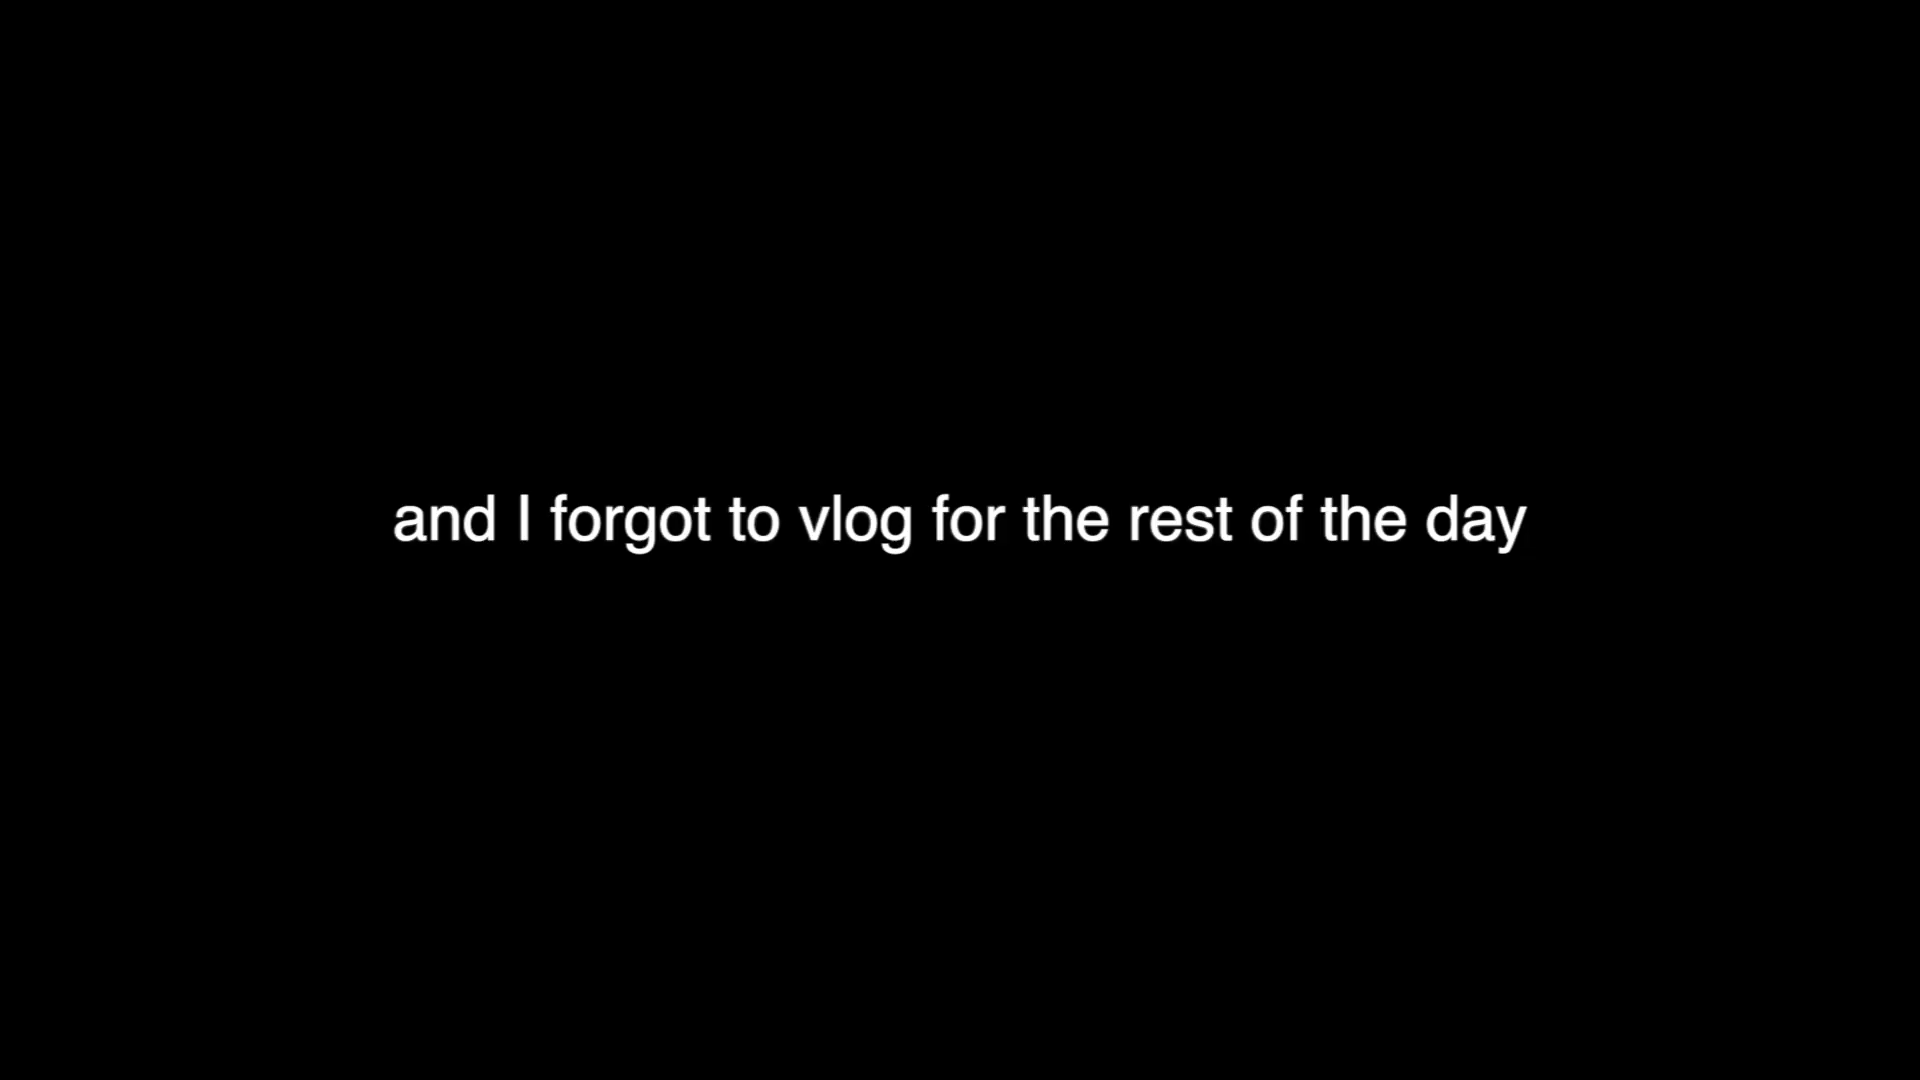 and I forgot to vlog for the rest of the day